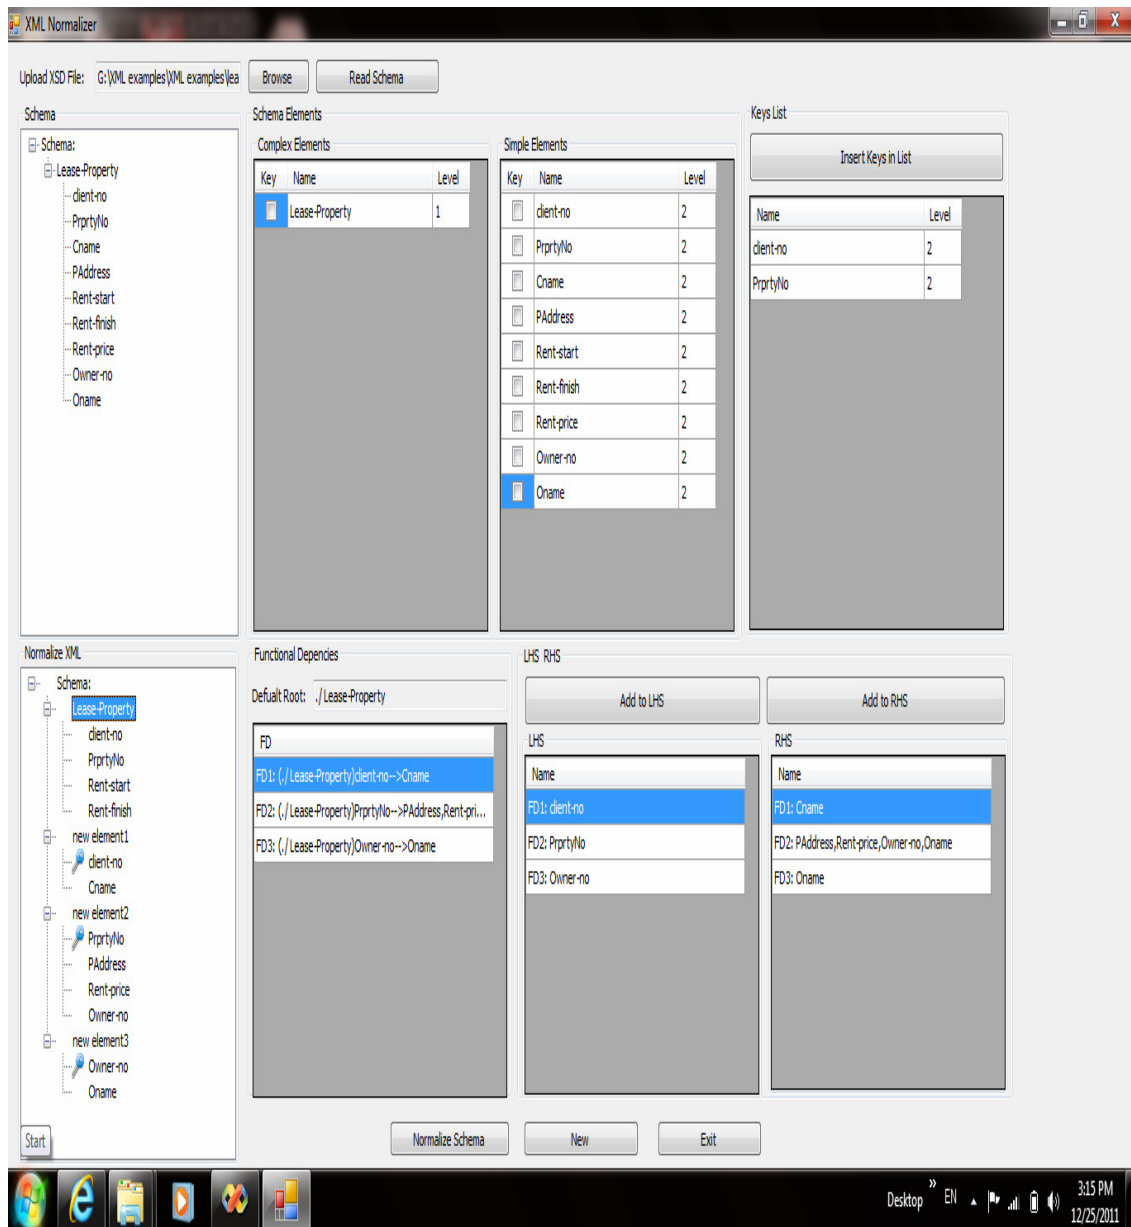 XML Normalizer
Upload XSD File: G:\XML examples\XML examples\lea Browse Read Schema
Schema
Schema:
Lease-Property
client-no
PprtyNo
Cname
PAddress
Rent-start
Rent-finish
Rent-price
Owner-no
Oname
Schema Elements
Complex Elements
Key Name Level
Lease-Property 1
Simple Elements
Key Name Level
client-no 2
PrprtyNo 2
Cname 2
PAddress 2
Rent-start 2
Rent-finish 2
Rent-price 2
Owner-no 2
Oname 2
Keys List
Insert Keys in List
Name Level
client-no 2
PrprtyNo 2
Normalize XML
Schema:
Lease-Property
client-no
PrprtyNo
Rent-start
Rent-finish
new element1
client-no
Cname
new element2
PrprtyNo
PAddress
Rent-price
Owner-no
new element3
Owner-no
Oname
Start
Functional Depencies
Defualt Root: ./Lease-Property
FD
FD1: (./Lease-Property)client-no-->Cname
FD2: (./Lease-Property)PrprtyNo-->PAddress,Rent-pri...
FD3: (./Lease-Property)Owner-no-->Oname
LHS RHS
Add to LHS Add to RHS
LHS
Name
FD1: client-no
FD2: PrprtyNo
FD3: Owner-no
RHS
Name
FD1: Cname
FD2: PAddress,Rent-price,Owner-no,Oname
FD3: Oname
Normalize Schema New Exit
Desktop » EN 3:15 PM
12/25/2011